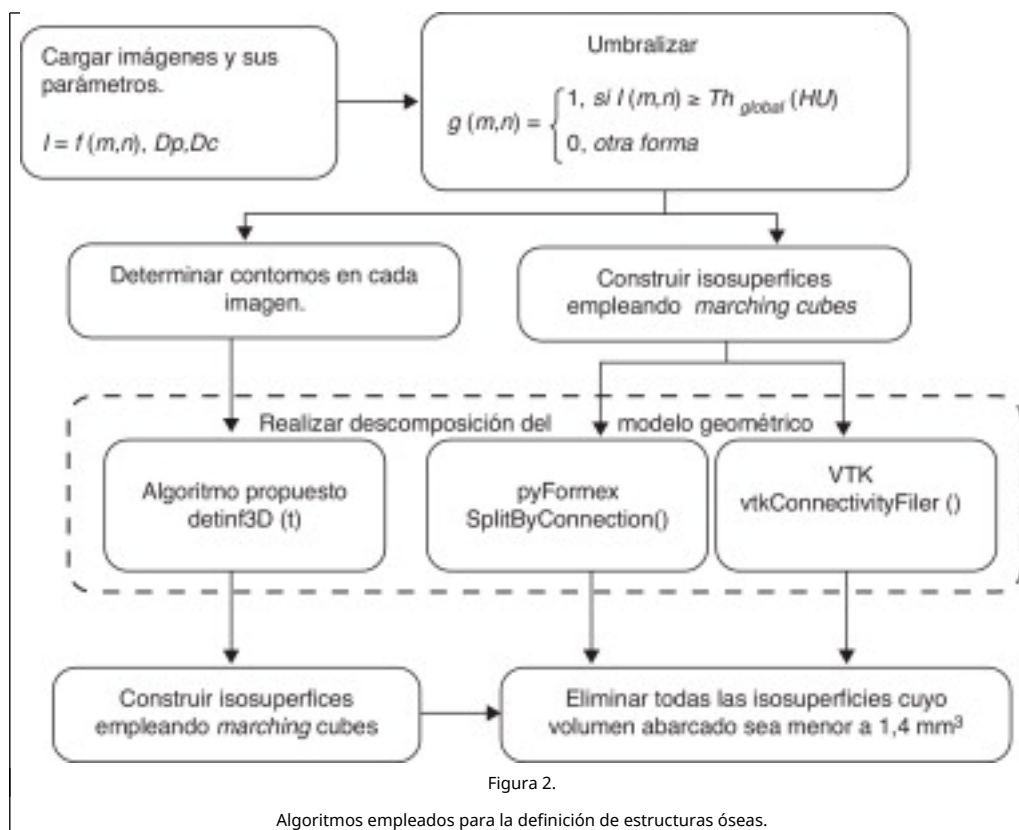 Cargar imágenes y sus
parámetros.
I = f (m,n), Dp,Dc
Umbralizar
g (m,n) = { 1, si I (m,n) ≥ Th global (HU)
0, otra forma
Determinar contornos en cada
imagen.
Construir isosuperfices
empleando marching cubes
Realizar descomposición del modelo geométrico
Algoritmo propuesto
detinf3D (t)
pyFormex
SplitByConnection()
VTK
vtkConnectivityFiler ()
Construir isosuperfices
empleando marching cubes
Eliminar todas las isosuperficies cuyo
volumen abarcado sea menor a 1,4 mm³
Figura 2.
Algoritmos empleados para la definición de estructuras óseas.